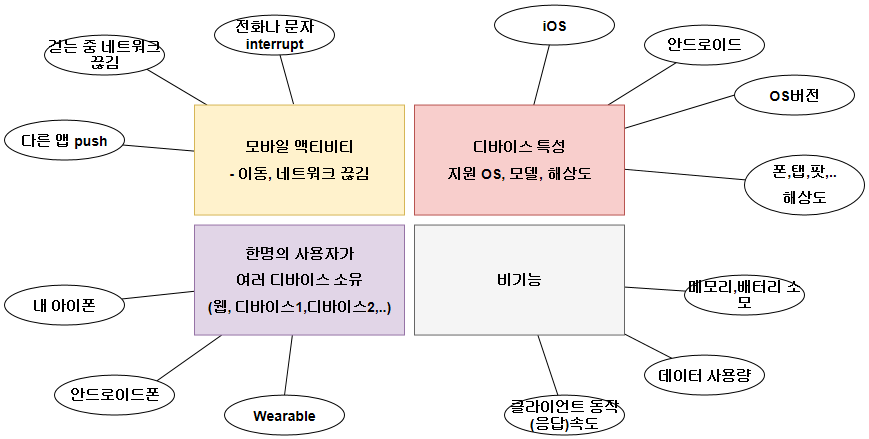 걷는 중 네트워크
끊김
전화나 문자
interrupt
다른 앱 push
모바일 액티비티
- 이동, 네트워크 끊김
iOS
안드로이드
OS버전
폰,탭,팟,..
해상도
디바이스 특성
지원 OS, 모델, 해상도
한명의 사용자가
여러 디바이스 소유
(웹, 디바이스1,디바이스2,..)
내 아이폰
안드로이드폰
Wearable
비기능
메모리,배터리 소
모
데이터 사용량
클라이언트 동작
(응답)속도